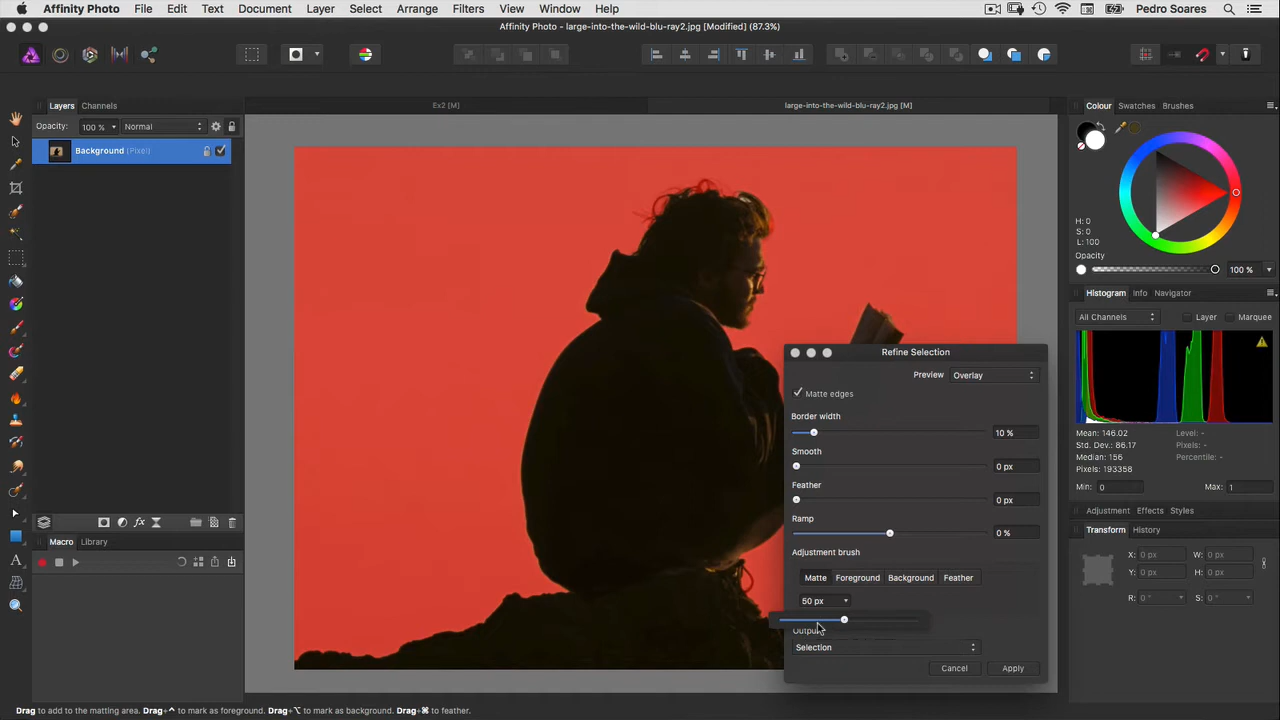 Affinity Photo File Edit Text Document Layer Select Arrange Filters View Window Help Pedro Soares
Affinity Photo - large-into-the-wild-blu-ray2.jpg [Modified] (87.3%)
Layers Channels
Ex2 [M]
large-into-the-wild-blu-ray2.jpg [M]
Colour Swatches Brushes
Opacity: 100 % Normal
Background (Pixel)
H: 0
S: 0
L: 100
Opacity
100 %
Histogram Info Navigator
All Channels Layer Marquee
Mean: 146.02
Std. Dev.: 86.17
Median: 156
Pixels: 193358
Level: -
Pixels: -
Percentile: -
Min: 0 Max: 1
Adjustment Effects Styles
Transform History
X: 0 px W: 0 px
Y: 0 px H: 0 px
R: 0 ° S: 0 °
Refine Selection
Preview Overlay
Matte edges
Border width
10 %
Smooth
0 px
Feather
0 px
Ramp
0 %
Adjustment brush
Matte Foreground Background Feather
50 px
Output
Selection
Cancel Apply
fx
Macro Library
A
Drag to add to the matting area. Drag+⌃ to mark as foreground. Drag+⌥ to mark as background. Drag+⌘ to feather.